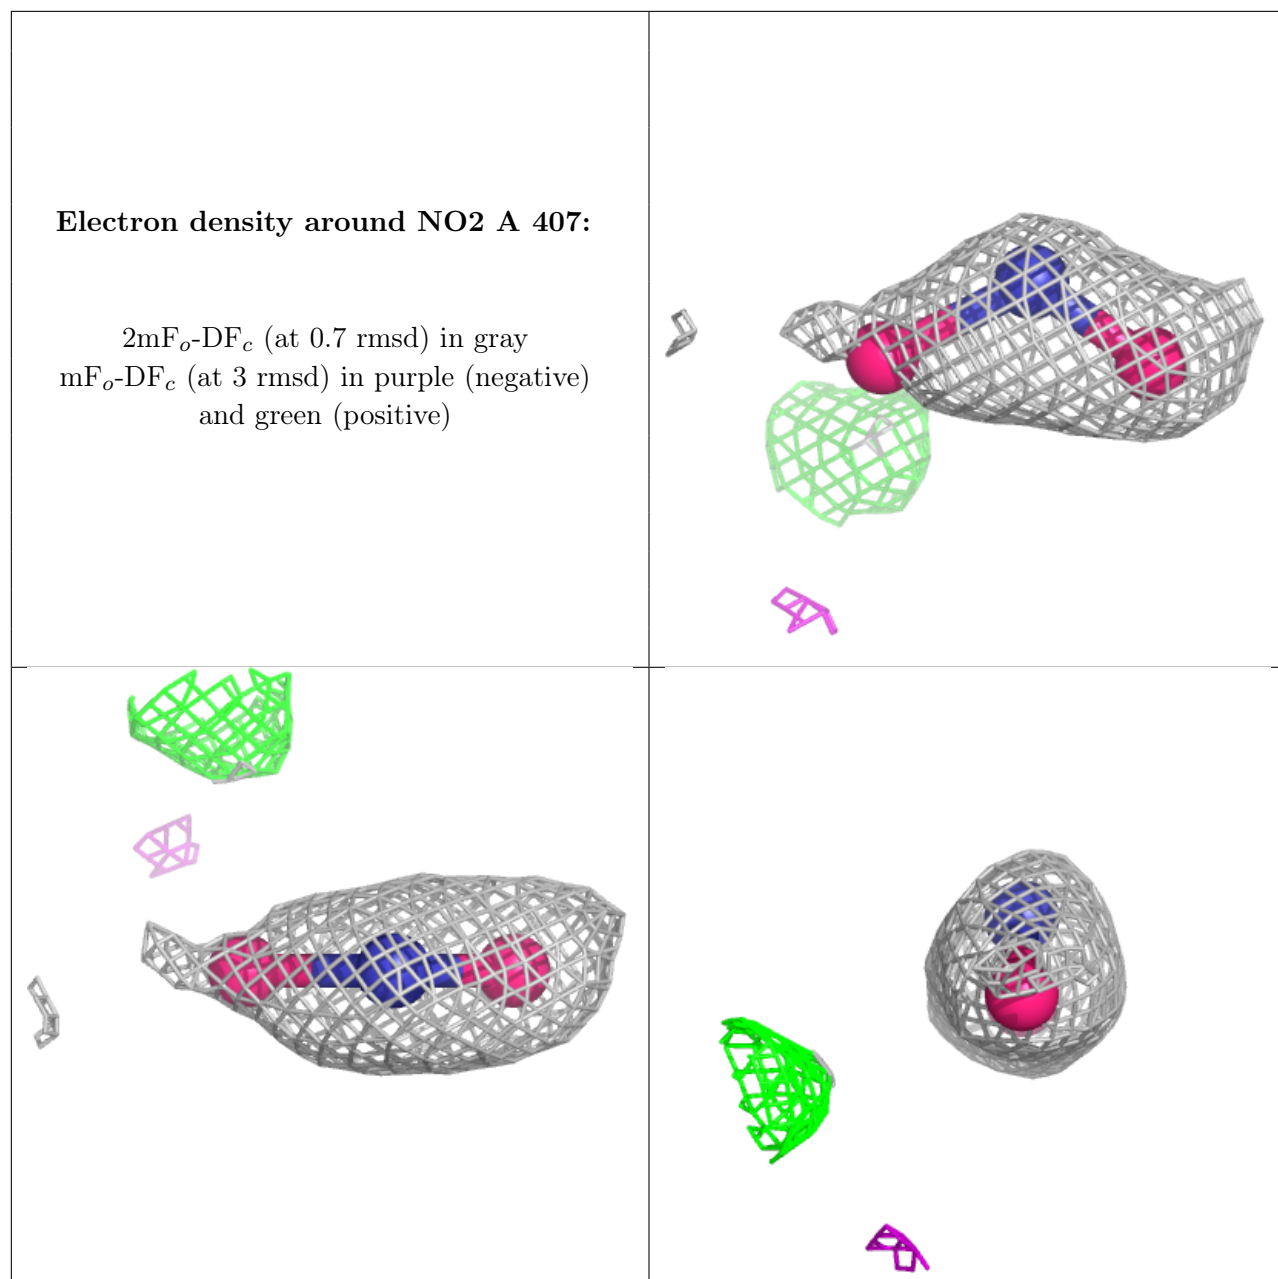 Electron density around NO2 A 407:
2mFo-DFc (at 0.7 rmsd) in gray
mFo-DFc (at 3 rmsd) in purple (negative)
and green (positive)